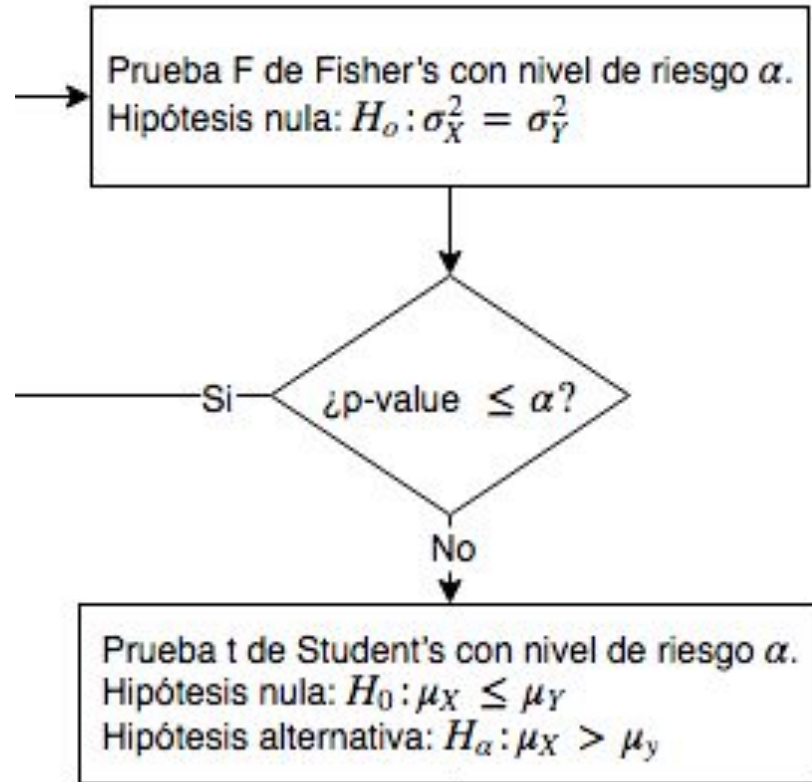 Prueba F de Fisher's con nivel de riesgo α.
Hipótesis nula: Hₒ: σ²_X = σ²_Y
¿p-value ≤ α?
Si
No
Prueba t de Student's con nivel de riesgo α.
Hipótesis nula: H₀: μ_X ≤ μ_Y
Hipótesis alternativa: Hₐ: μ_X > μ_y